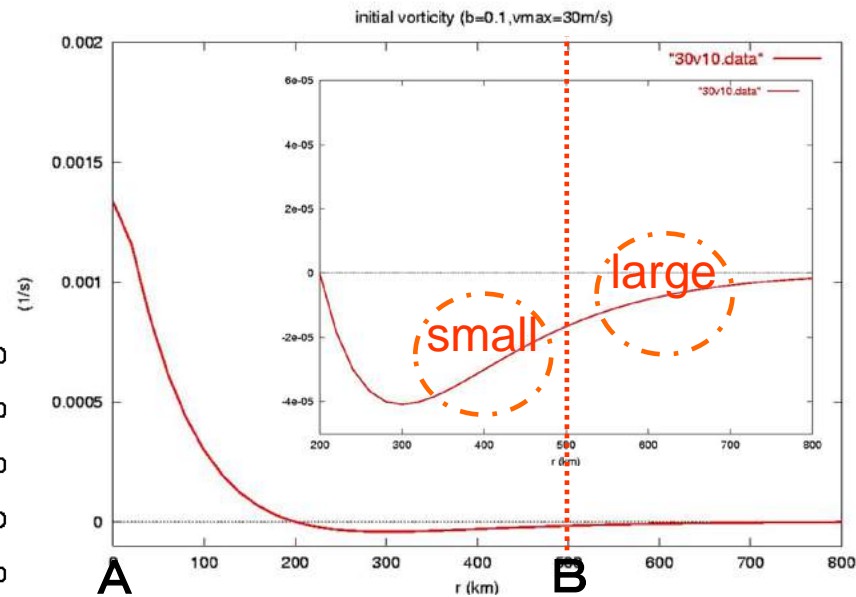 initial vorticity (b=0.1,vmax=30m/s)
0.002
"30v10.data"
6e-05
"30v10.data"
4e-05
0.0015
2e-05
(1/s)
0.001
0
large
small
-2e-05
0.0005
-4e-05
200 300 400 500 600 700 800
r (km)
0
100 200 300 400 600 700 800
A B
r (km)